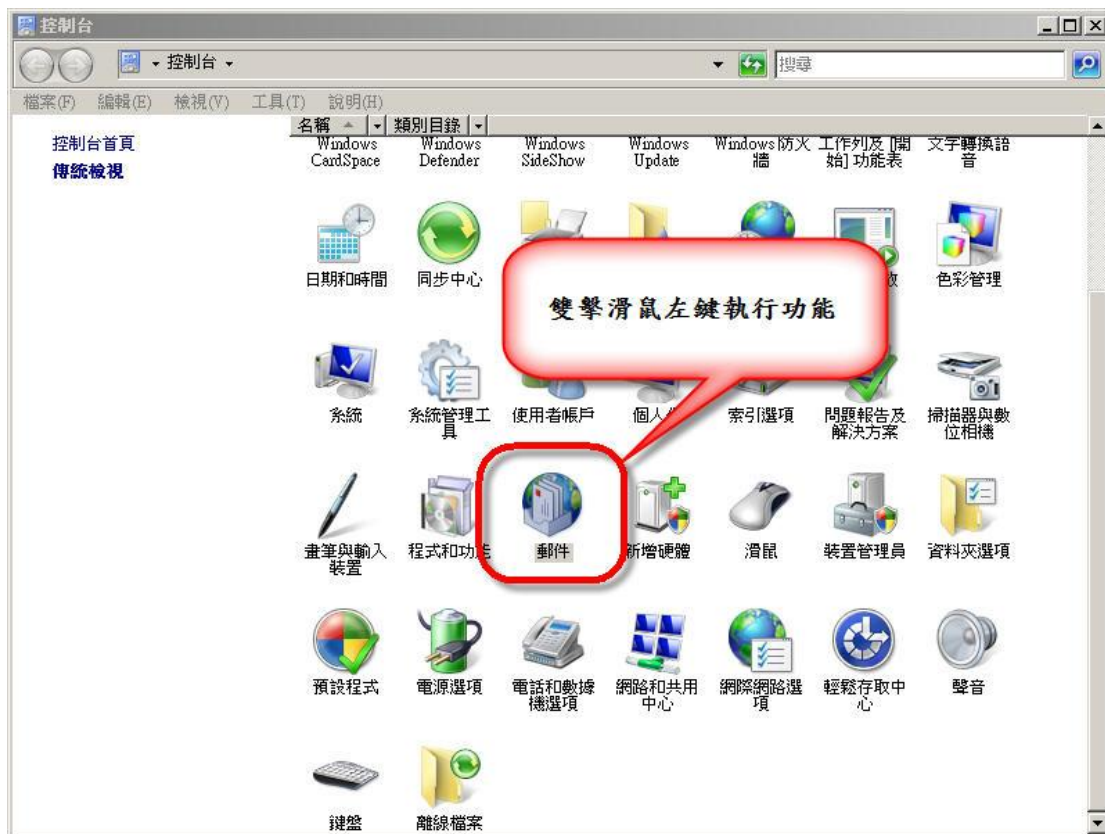 控制台
控制台
搜尋
檔案(F) 編輯(E) 檢視(V) 工具(T) 說明(H)
控制台首頁
傳統檢視
名稱 類別目錄
Windows CardSpace
Windows Defender
Windows SideShow
Windows Update
Windows 防火牆
工作列及 [開始] 功能表
文字轉換語音
日期和時間
同步中心
色彩管理
雙擊滑鼠左鍵執行功能
系統
系統管理工具
使用者帳戶
個人
索引選項
問題報告及解決方案
掃描器與數位相機
畫筆與輸入裝置
程式和功能
郵件
新增硬體
滑鼠
裝置管理員
資料夾選項
預設程式
電源選項
電話和數據機選項
網路和共用中心
網際網路選項
輕鬆存取中心
聲音
鍵盤
離線檔案